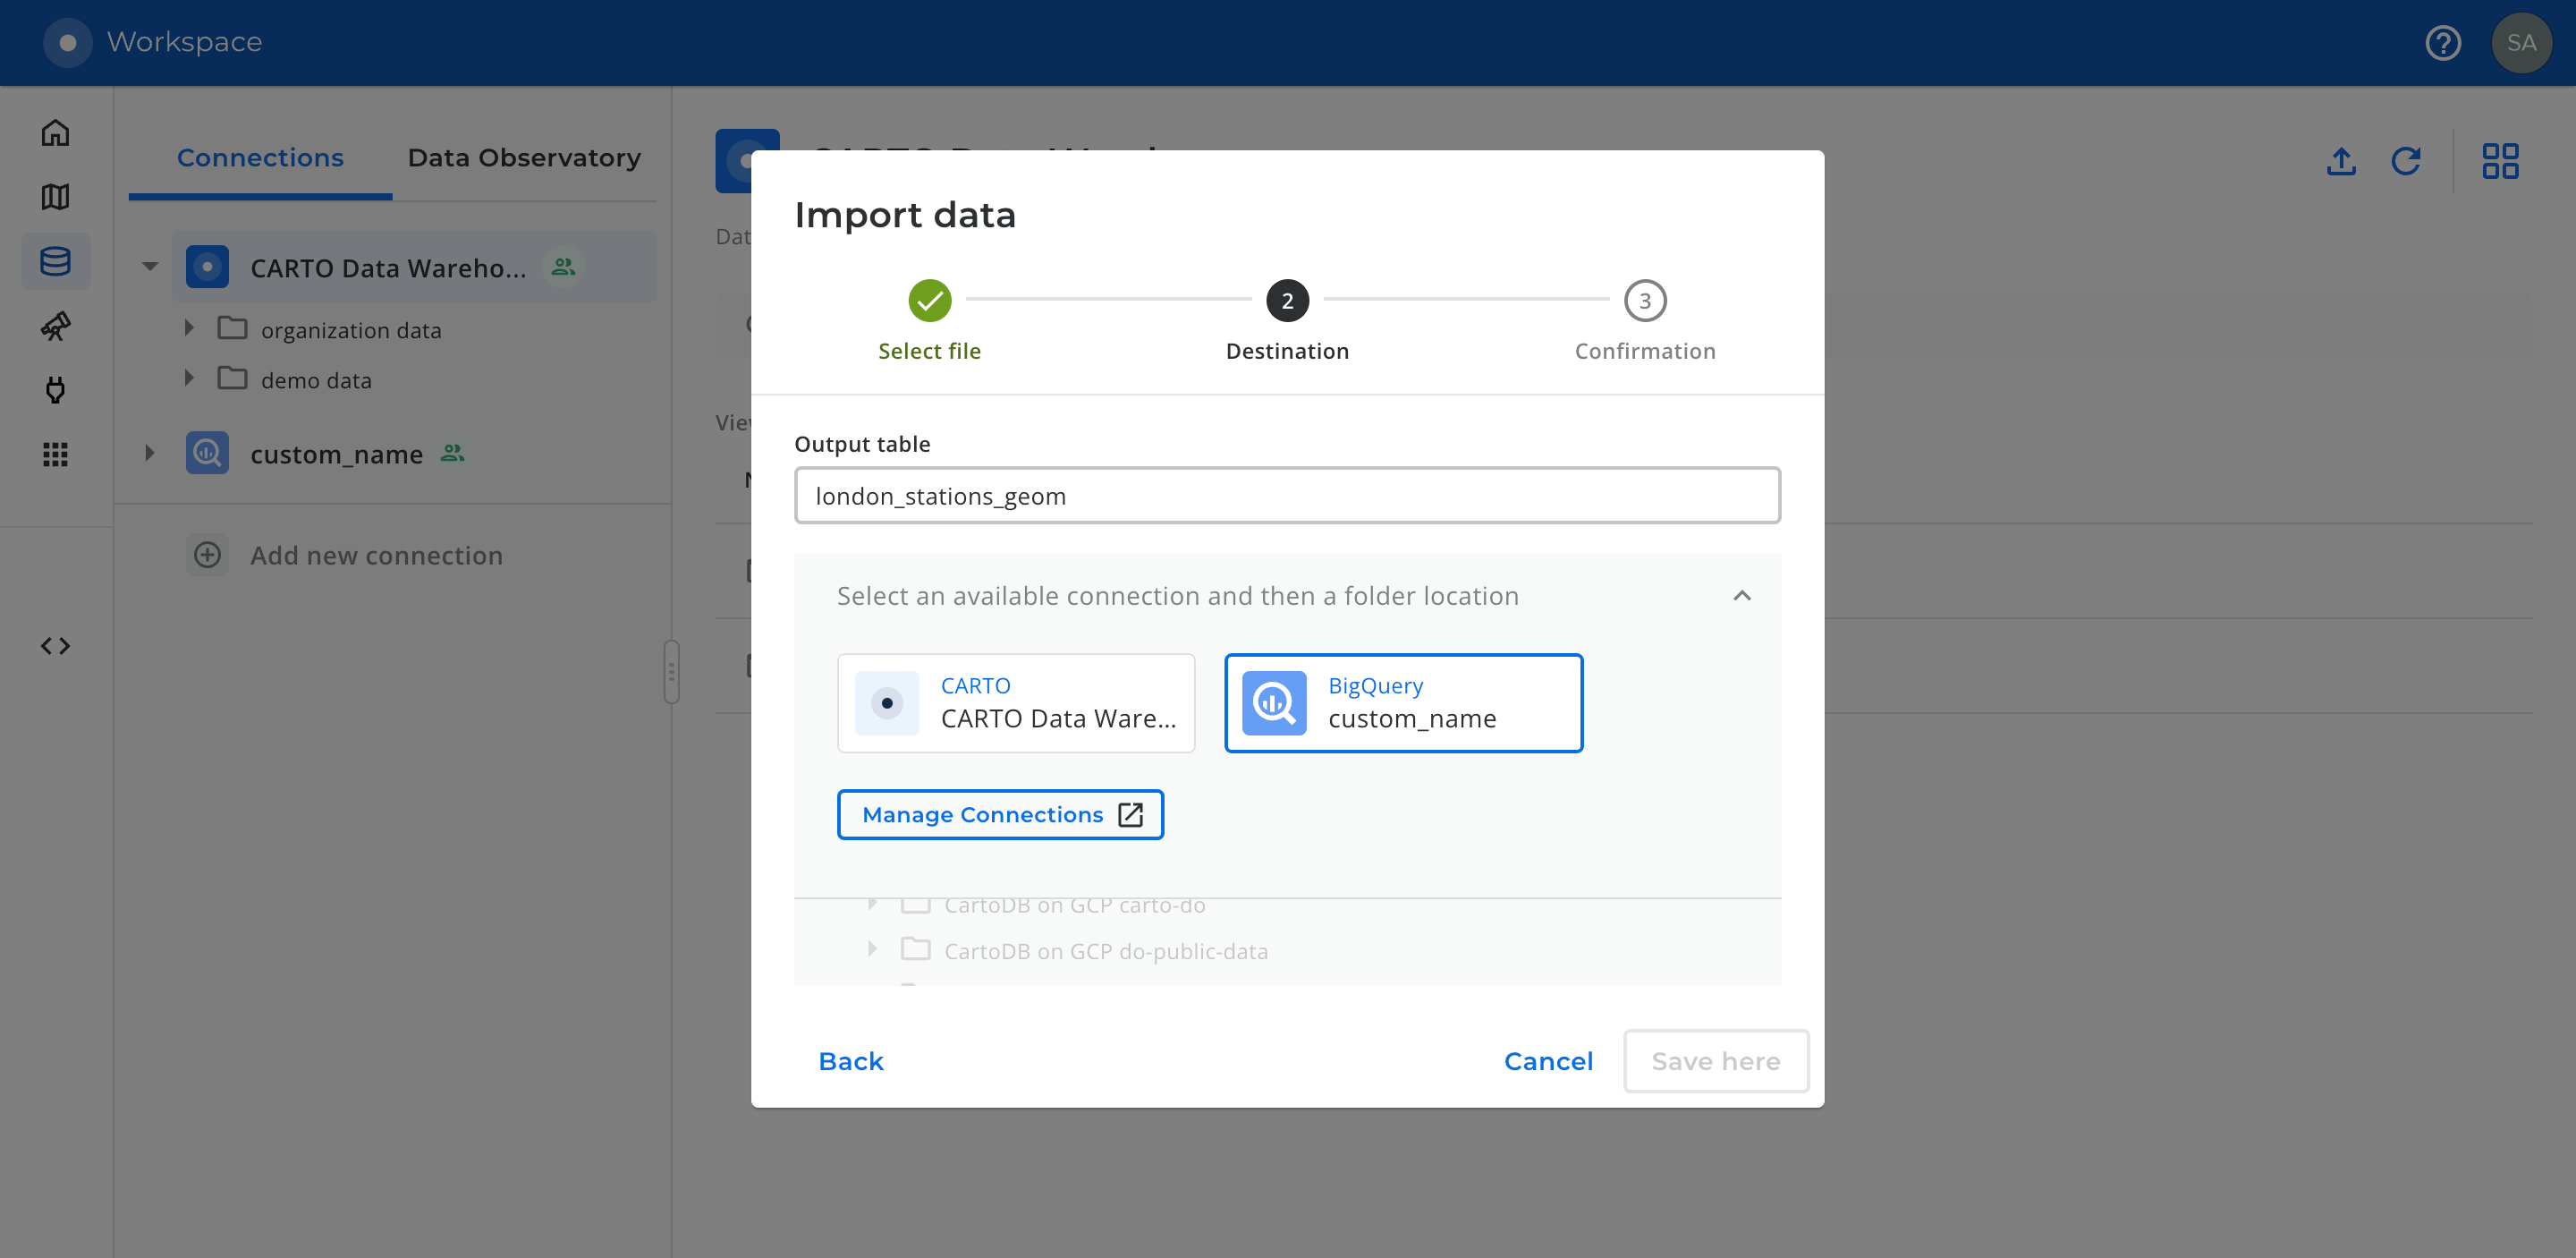 Workspace
SA
Connections
Data Observatory
CARTO Data Wareho...
organization data
demo data
custom_name
Add new connection
Import data
2
3
Select file
Destination
Confirmation
Output table
london_stations_geom
Select an available connection and then a folder location
CARTO
CARTO Data Ware...
BigQuery
custom_name
Manage Connections
CartoDB on GCP carto-do
CartoDB on GCP do-public-data
Back
Cancel
Save here